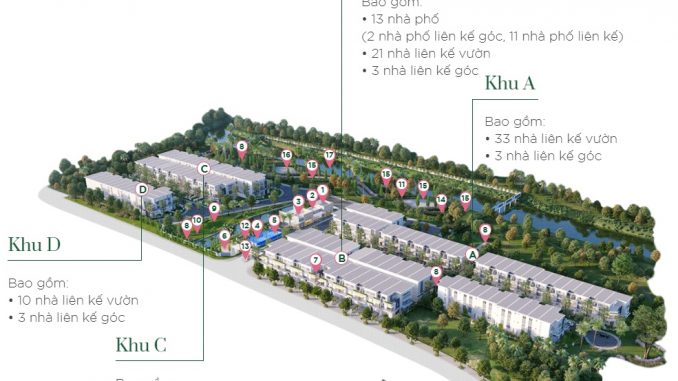 Bao gồm:
• 13 nhà phố
(2 nhà phố liên kế góc, 11 nhà phố liên kế)
• 21 nhà liên kế vườn
• 3 nhà liên kế góc
Khu A
Bao gồm:
• 33 nhà liên kế vườn
• 3 nhà liên kế góc
8
16
15
17
15
11
15
14
15
8
C
D
8
10
9
3
2
1
6
12
4
5
13
7
B
A
8
Khu D
Bao gồm:
• 10 nhà liên kế vườn
• 3 nhà liên kế góc
Khu C